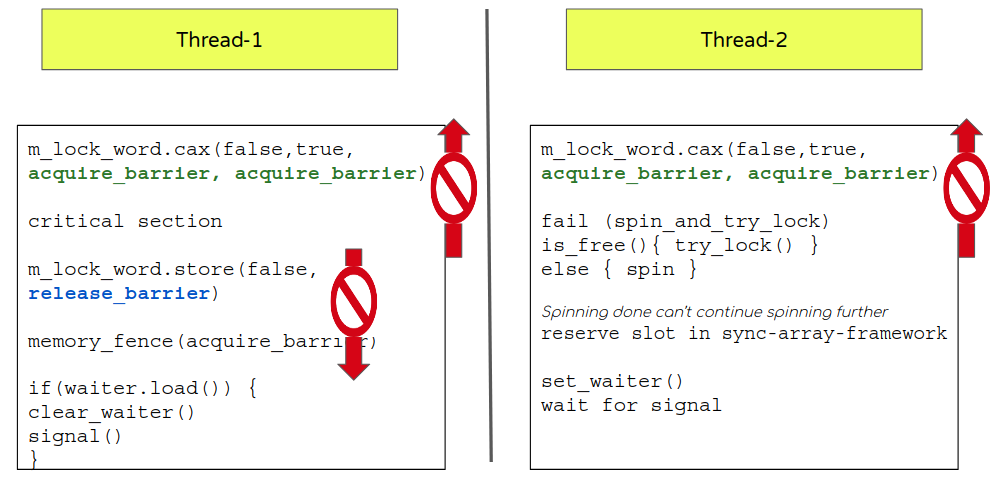 Thread-1
m_lock_word.cax(false,true,
acquire_barrier, acquire_barrier)
critical section
m_lock_word.store(false,
release_barrier)
memory_fence(acquire_barrier)
if(waiter.load()) {
clear_waiter()
signal()
}
Thread-2
m_lock_word.cax(false,true,
acquire_barrier, acquire_barrier)
fail (spin_and_try_lock)
is_free(){ try_lock() }
else { spin }
Spinning done can't continue spinning further
reserve slot in sync-array-framework
set_waiter()
wait for signal